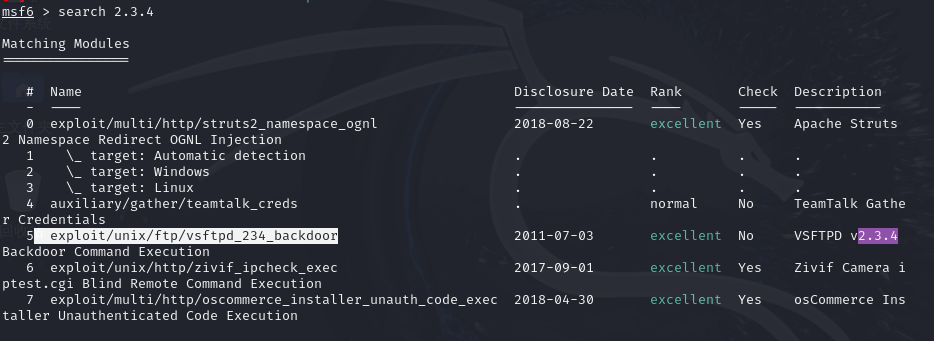 msf6 > search 2.3.4
Matching Modules
================
# Name Disclosure Date Rank Check Description
- ---- --------------- ---- ----- -----------
0 exploit/multi/http/struts2_namespace_ognl 2018-08-22 excellent Yes Apache Struts
2 Namespace Redirect OGNL Injection
1 \_ target: Automatic detection . . . .
2 \_ target: Windows . . . .
3 \_ target: Linux . . . .
4 auxiliary/gather/teamtalk_creds normal No TeamTalk Gathe
r Credentials
5 exploit/unix/ftp/vsftpd_234_backdoor 2011-07-03 excellent No VSFTPD v2.3.4
Backdoor Command Execution
6 exploit/unix/http/zivif_ipcheck_exec 2017-09-01 excellent Yes Zivif Camera i
ptest.cgi Blind Remote Command Execution
7 exploit/multi/http/oscommerce_installer_unauth_code_exec 2018-04-30 excellent Yes osCommerce Ins
taller Unauthenticated Code Execution